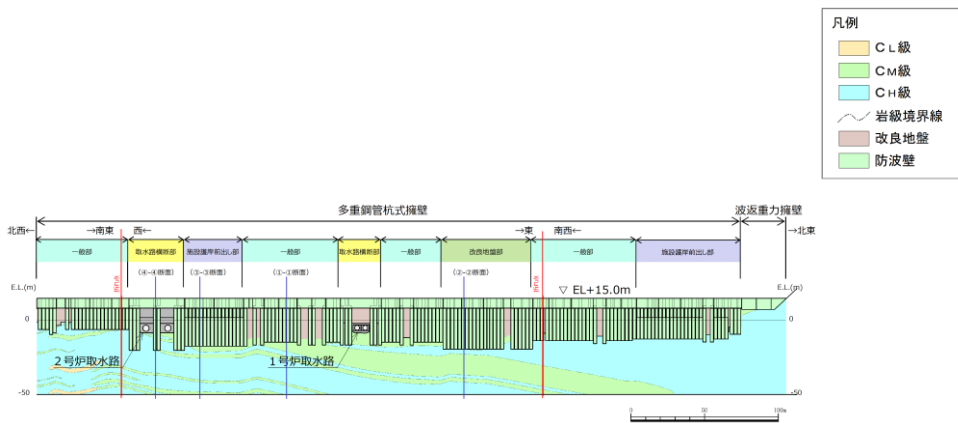 凡例
CL級
CM級
CH級
岩級境界線
改良地盤
防波壁
多重鋼管杭式擁壁
波返重力擁壁
北西←
→南東
西←
→東
南西←
→北東
一般部
取水路横断部
施設護岸前出し部
一般部
取水路横断部
一般部
改良地盤部
一般部
施設護岸前出し部
(④-④断面)
(③-③断面)
(①-①断面)
(②-②断面)
E.L.(m)
E.L.(m)
▽ EL+15.0m
0
0
2号炉取水路
1号炉取水路
-50
-50
0
50
100m